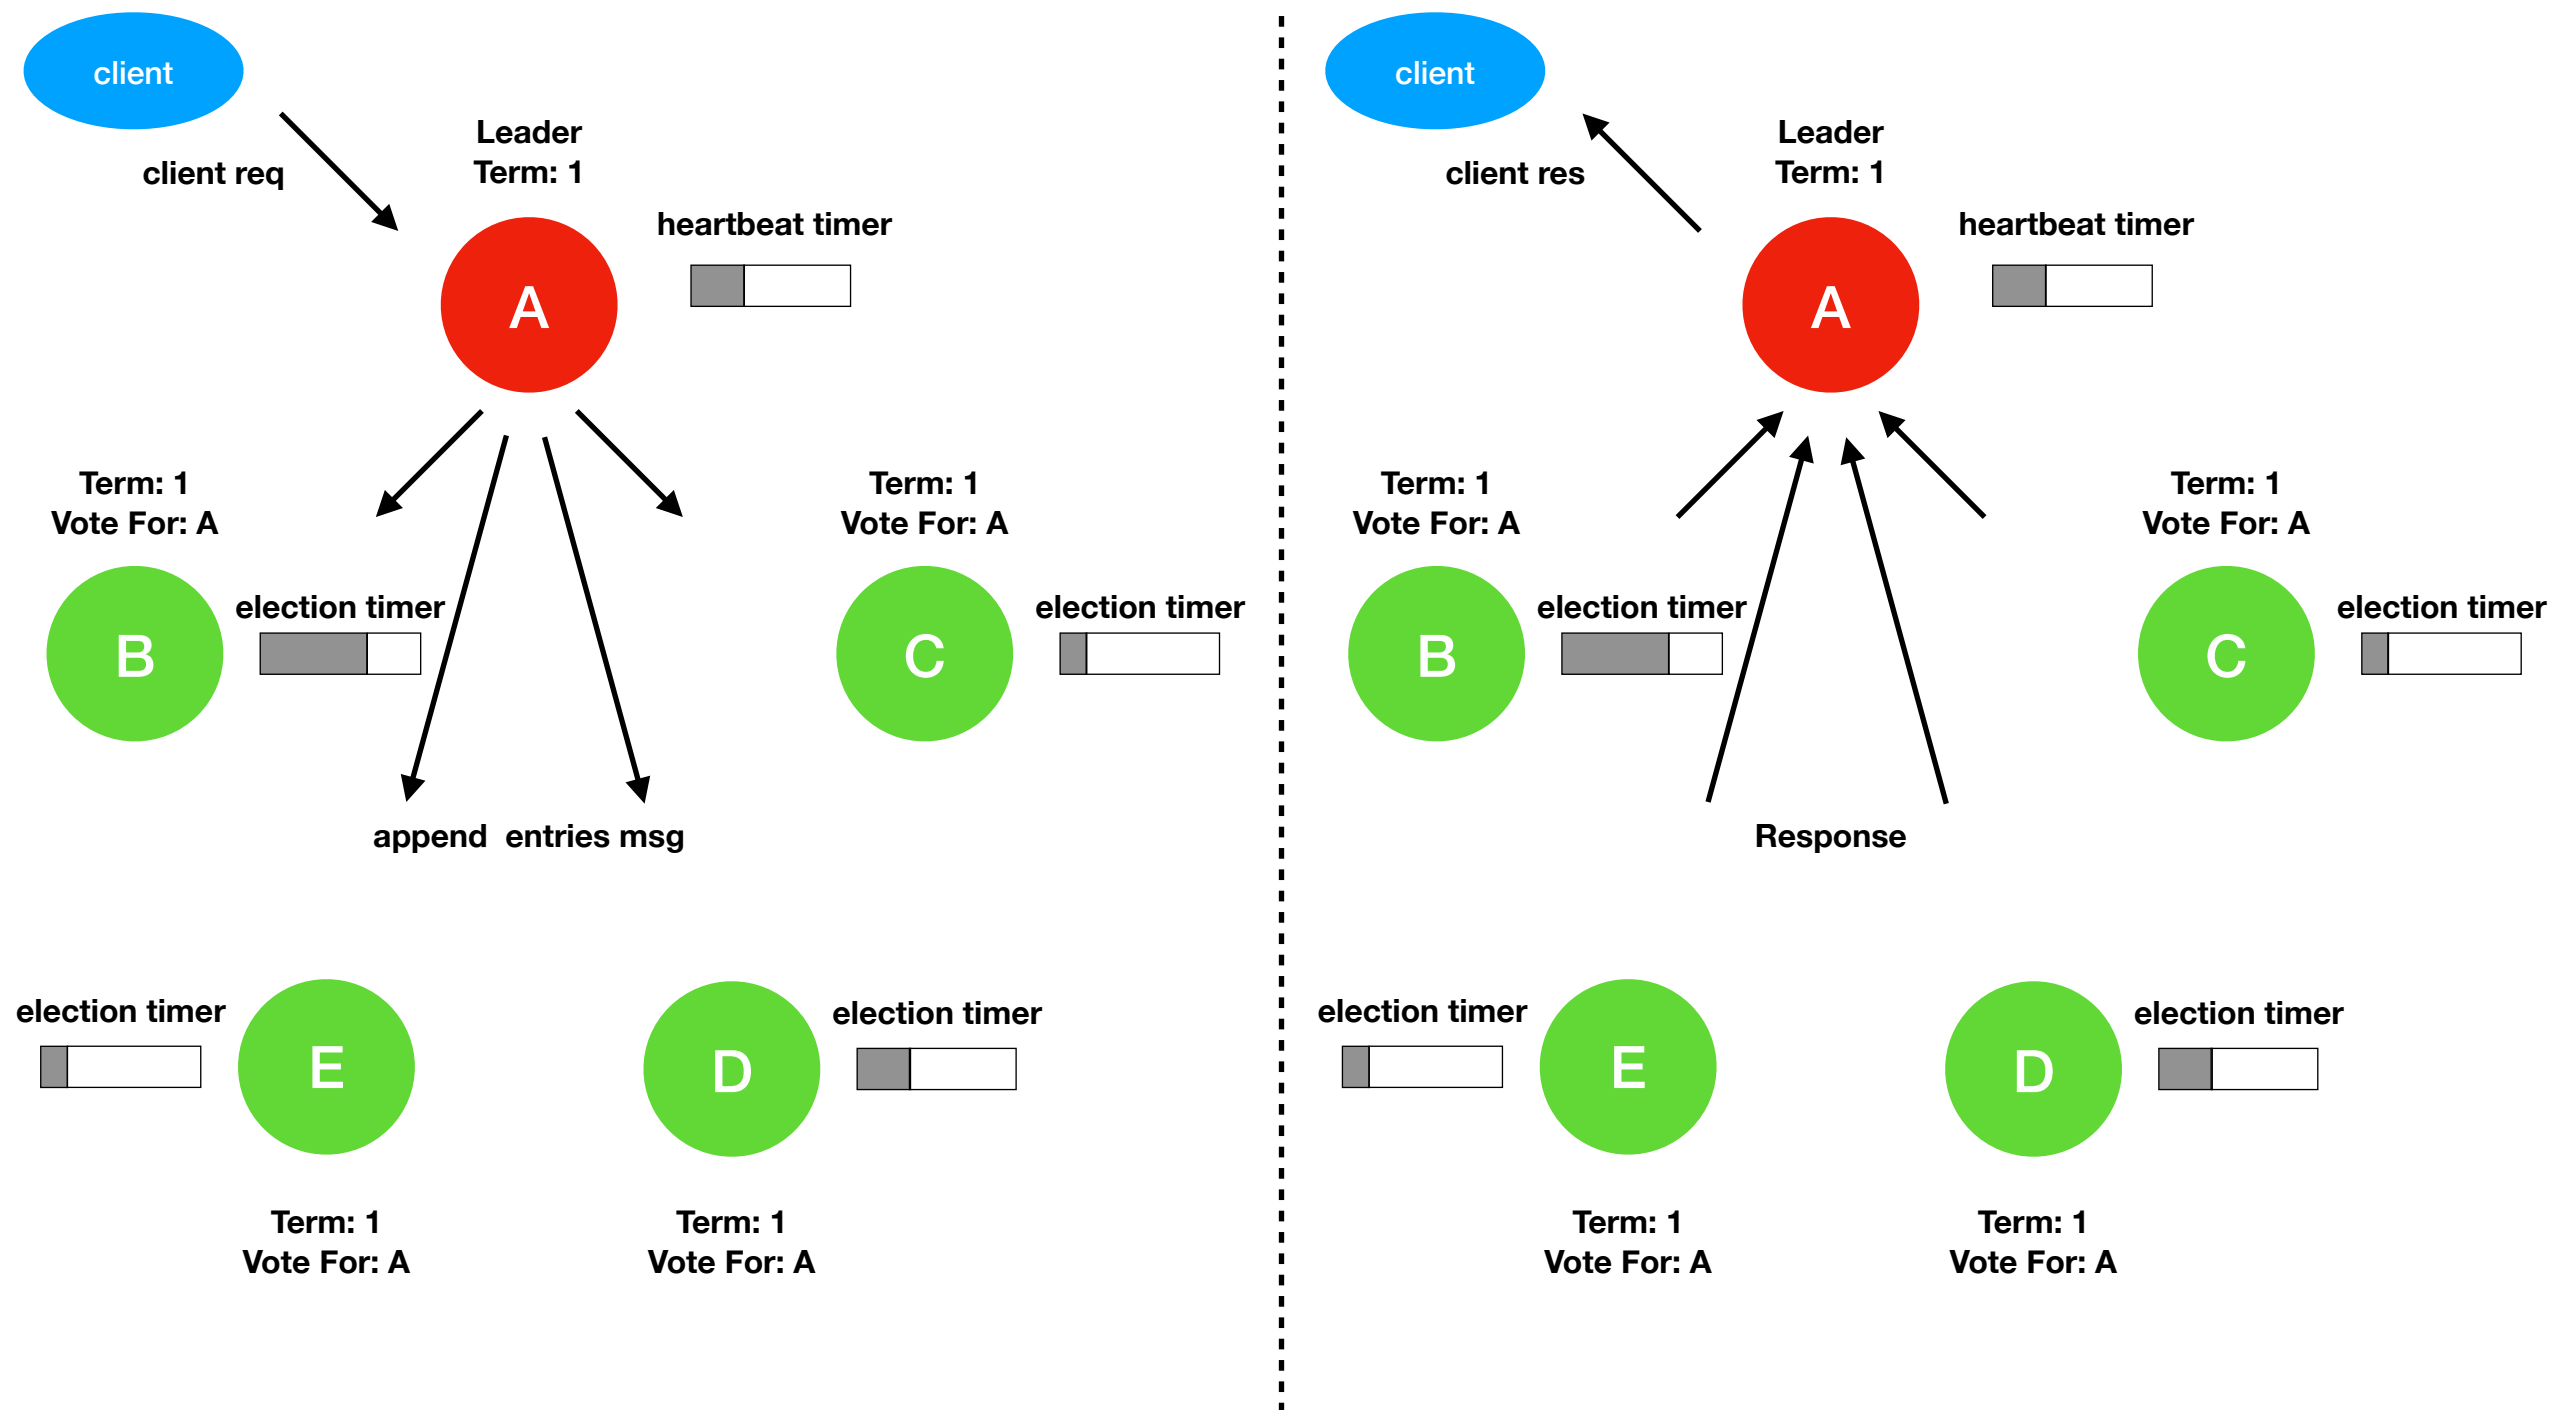 client
Leader
Term: 1
client req
heartbeat timer
A
Term: 1
Vote For: A
Term: 1
Vote For: A
B
election timer
C
election timer
append  entries msg
election timer
E
D
election timer
Term: 1
Vote For: A
Term: 1
Vote For: A
client
Leader
Term: 1
client res
heartbeat timer
A
Term: 1
Vote For: A
Term: 1
Vote For: A
B
election timer
C
election timer
Response
election timer
E
D
election timer
Term: 1
Vote For: A
Term: 1
Vote For: A